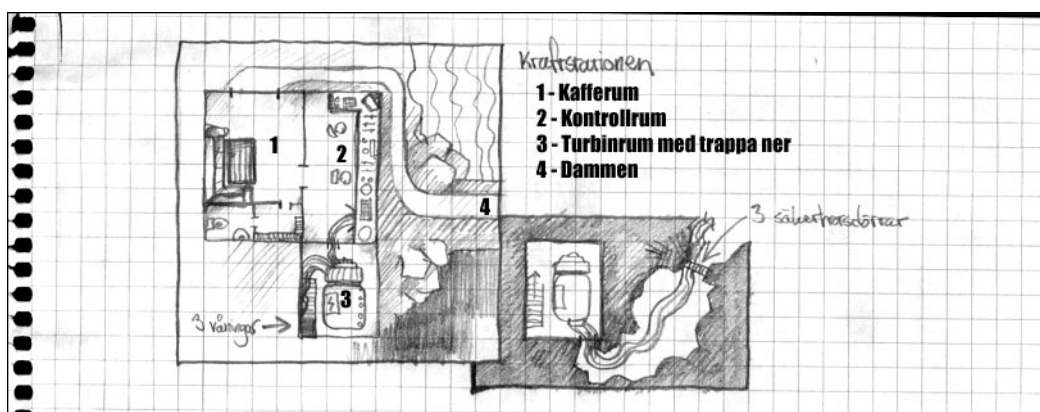 Kraftstationen
1 - Kafferum
2 - Kontrollrum
3 - Turbinrum med trappa ner
4 - Dammen
1
2
4
3 säkerhetsdörrar
3
3 våningar